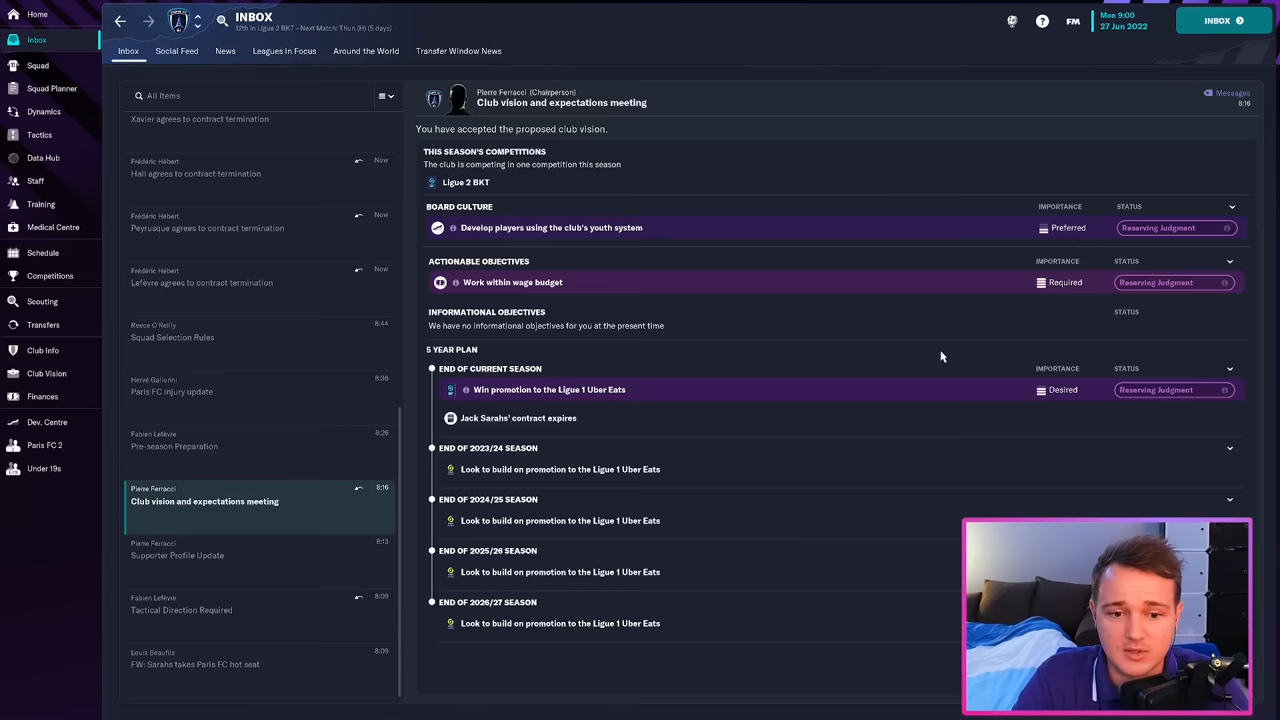 Home
Inbox
Squad
Squad Planner
Dynamics
Tactics
Data Hub
Staff
Training
Medical Centre
Schedule
Competitions
Scouting
Transfers
Club Info
Club Vision
Finances
Dev. Centre
Paris FC 2
Under 19s
INBOX
12th in Ligue 2 BKT - Next Match: Thun (H) (5 days)
FM
Mon 9:00
27 Jun 2022
INBOX
Inbox
Social Feed
News
Leagues in Focus
Around the World
Transfer Window News
All Items
Xavier agrees to contract termination
Frédéric Hébert
Now
Hall agrees to contract termination
Frédéric Hébert
Now
Peyrusque agrees to contract termination
Frédéric Hébert
Now
Lefèvre agrees to contract termination
Reece O'Reilly
8:44
Squad Selection Rules
Hervé Gallorini
8:36
Paris FC injury update
Fabien Lefèvre
8:26
Pre-season Preparation
Pierre Ferracci
8:16
Club vision and expectations meeting
Pierre Ferracci
8:13
Supporter Profile Update
Fabien Lefèvre
8:09
Tactical Direction Required
Louis Beaufils
8:09
FW: Sarahs takes Paris FC hot seat
Pierre Ferracci (Chairperson)
Club vision and expectations meeting
Messages
8:16
You have accepted the proposed club vision.
THIS SEASON'S COMPETITIONS
The club is competing in one competition this season
Ligue 2 BKT
BOARD CULTURE
IMPORTANCE
STATUS
Develop players using the club's youth system
Preferred
Reserving Judgment
ACTIONABLE OBJECTIVES
IMPORTANCE
STATUS
Work within wage budget
Required
Reserving Judgment
INFORMATIONAL OBJECTIVES
STATUS
We have no informational objectives for you at the present time
5 YEAR PLAN
END OF CURRENT SEASON
IMPORTANCE
STATUS
Win promotion to the Ligue 1 Uber Eats
Desired
Reserving Judgment
Jack Sarahs' contract expires
END OF 2023/24 SEASON
Look to build on promotion to the Ligue 1 Uber Eats
END OF 2024/25 SEASON
Look to build on promotion to the Ligue 1 Uber Eats
END OF 2025/26 SEASON
Look to build on promotion to the Ligue 1 Uber Eats
END OF 2026/27 SEASON
Look to build on promotion to the Ligue 1 Uber Eats